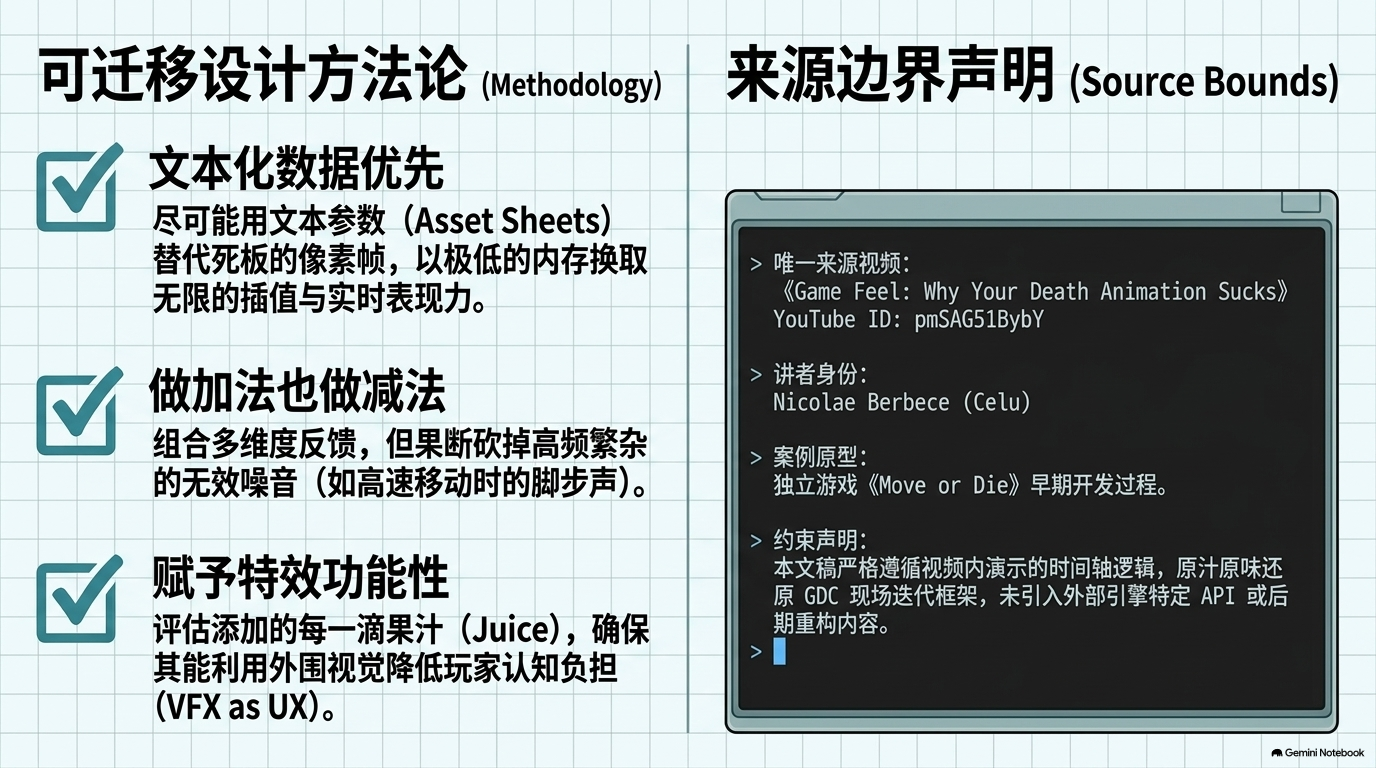 可迁移设计方法论 (Methodology)
文本化数据优先
尽可能用文本参数（Asset Sheets）
替代死板的像素帧，以极低的内存换取
无限的插值与实时表现力。
做加法也做减法
组合多维度反馈，但果断砍掉高频繁杂
的无效噪音（如高速移动时的脚步声）。
赋予特效功能性
评估添加的每一滴果汁（Juice），确保
其能利用外围视觉降低玩家认知负担
（VFX as UX）。
来源边界声明 (Source Bounds)
> 唯一来源视频：
《Game Feel: Why Your Death Animation Sucks》
YouTube ID: pmSAG51BybY
> 讲者身份：
Nicolae Berbece (Celu)
> 案例原型：
独立游戏《Move or Die》早期开发过程。
> 约束声明：
本文稿严格遵循视频内演示的时间轴逻辑，原汁原味还
原 GDC 现场迭代框架，未引入外部引擎特定 API 或后
期重构内容。
>
Gemini Notebook